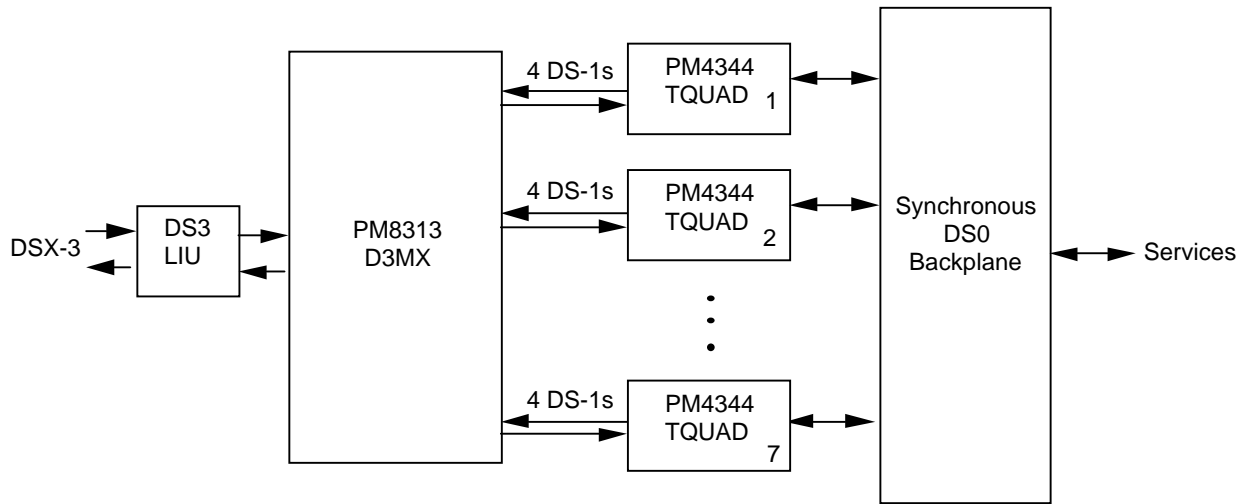 DSX-3
DS3
LIU
PM8313
D3MX
4 DS-1s
PM4344
TQUAD 1
4 DS-1s
PM4344
TQUAD 2
4 DS-1s
PM4344
TQUAD 7
Synchronous
DS0
Backplane
Services